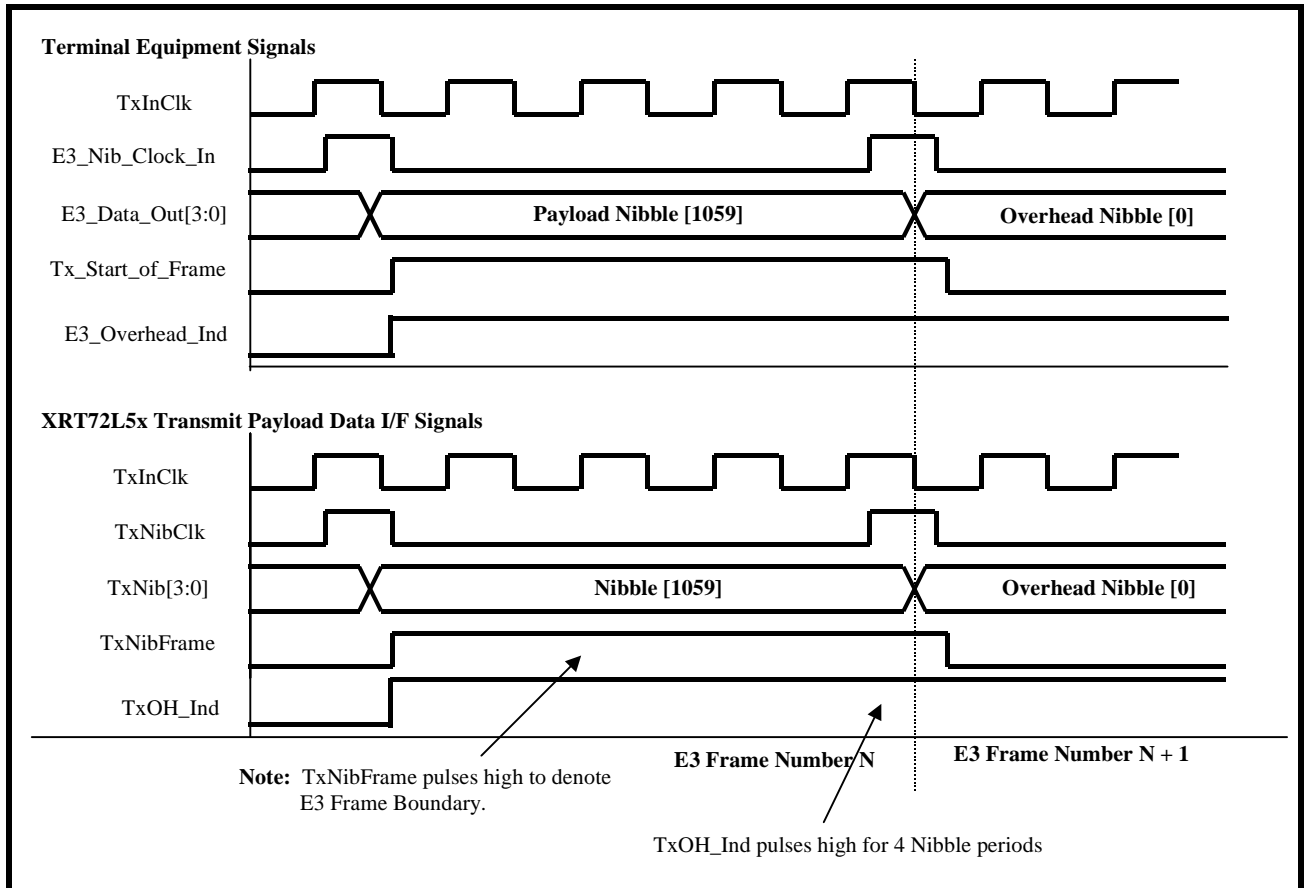 Terminal Equipment Signals
TxInClk
E3_Nib_Clock_In
E3_Data_Out[3:0]
Payload Nibble [1059]
Overhead Nibble [0]
Tx_Start_of_Frame
E3_Overhead_Ind
XRT72L5x Transmit Payload Data I/F Signals
TxInClk
TxNibClk
TxNib[3:0]
Nibble [1059]
Overhead Nibble [0]
TxNibFrame
TxOH_Ind
E3 Frame Number N
E3 Frame Number N + 1
Note: TxNibFrame pulses high to denote
E3 Frame Boundary.
TxOH_Ind pulses high for 4 Nibble periods